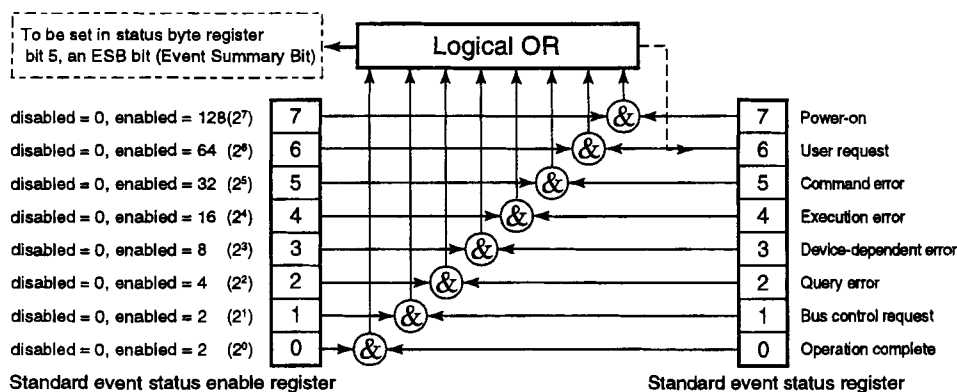 To be set in status byte register
bit 5, an ESB bit (Event Summary Bit)
Logical OR
disabled = 0, enabled = 128(2⁷) 7 & 7 Power-on
disabled = 0, enabled = 64 (2⁶) 6 & 6 User request
disabled = 0, enabled = 32 (2⁵) 5 & 5 Command error
disabled = 0, enabled = 16 (2⁴) 4 & 4 Execution error
disabled = 0, enabled = 8 (2³) 3 & 3 Device-dependent error
disabled = 0, enabled = 4 (2²) 2 & 2 Query error
disabled = 0, enabled = 2 (2¹) 1 & 1 Bus control request
disabled = 0, enabled = 2 (2⁰) 0 & 0 Operation complete
Standard event status enable register Standard event status register